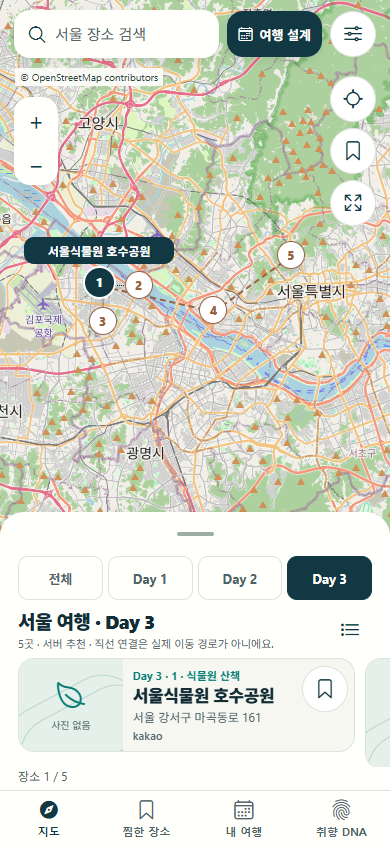 서울 장소 검색
여행 설계
© OpenStreetMap contributors
+
고양시
−
서울식물원 호수공원
1
2
3
4
5
서울특별시
김포국제
공항
천시
광명시
서초구
전체
Day 1
Day 2
Day 3
서울 여행 · Day 3
5곳 · 서버 추천 · 직선 연결은 실제 이동 경로가 아니에요.
사진 없음
Day 3 · 1 · 식물원 산책
서울식물원 호수공원
서울 강서구 마곡동로 161
kakao
장소 1 / 5
지도
찜한 장소
내 여행
취향 DNA